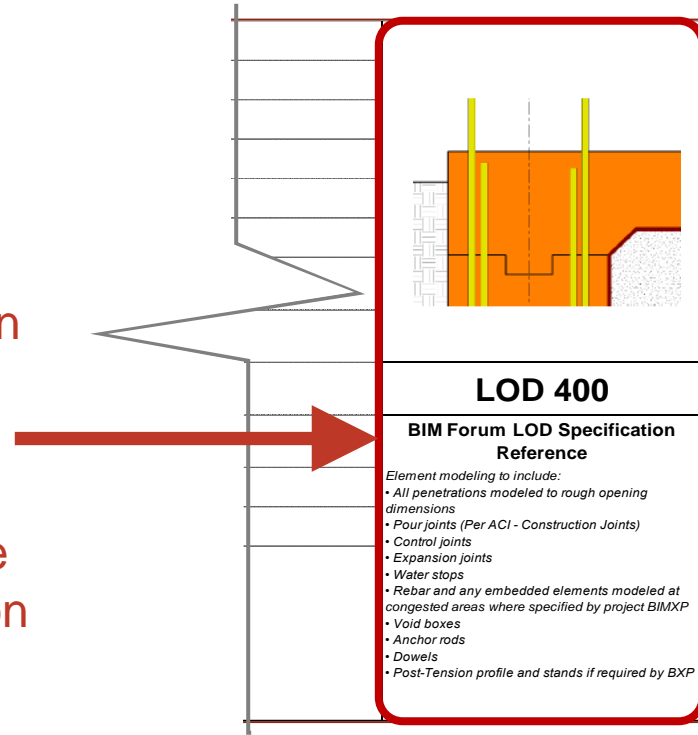 LOD 400
BIM Forum LOD Specification
Reference
Element modeling to include:
• All penetrations modeled to rough opening
dimensions
• Pour joints (Per ACI - Construction Joints)
• Control joints
• Expansion joints
• Water stops
• Rebar and any embedded elements modeled at
congested areas where specified by project BIMXP
• Void boxes
• Anchor rods
• Dowels
• Post-Tension profile and stands if required by BXP